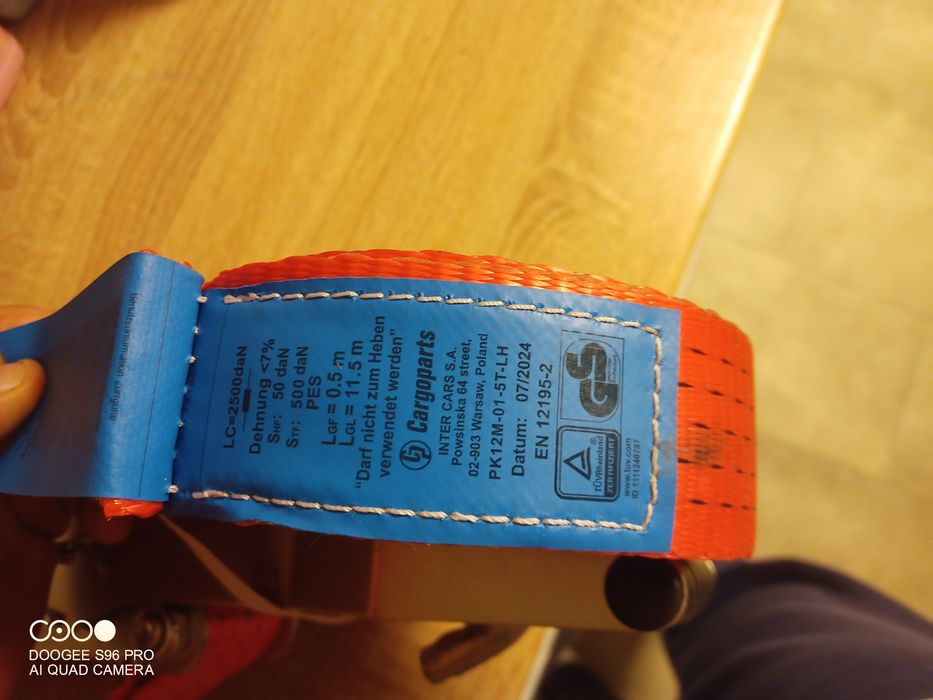 LC=2500daN
Dehnung <7%
SHF: 50 daN
STF: 500 daN
PES
LGF = 0.5 m
LGL = 11.5 m
"Darf nicht zum Heben
verwendet werden"
Cargoparts
INTER CARS S.A.
Powsinska 64 street,
02-903 Warsaw, Poland
PK12M-01-5T-LH
Datum: 07/2024
EN 12195-2
GS
TÜVRheinland
ZERTIFIZIERT
www.tuv.com
ID 1111240797
DOOGEE S96 PRO
AI QUAD CAMERA